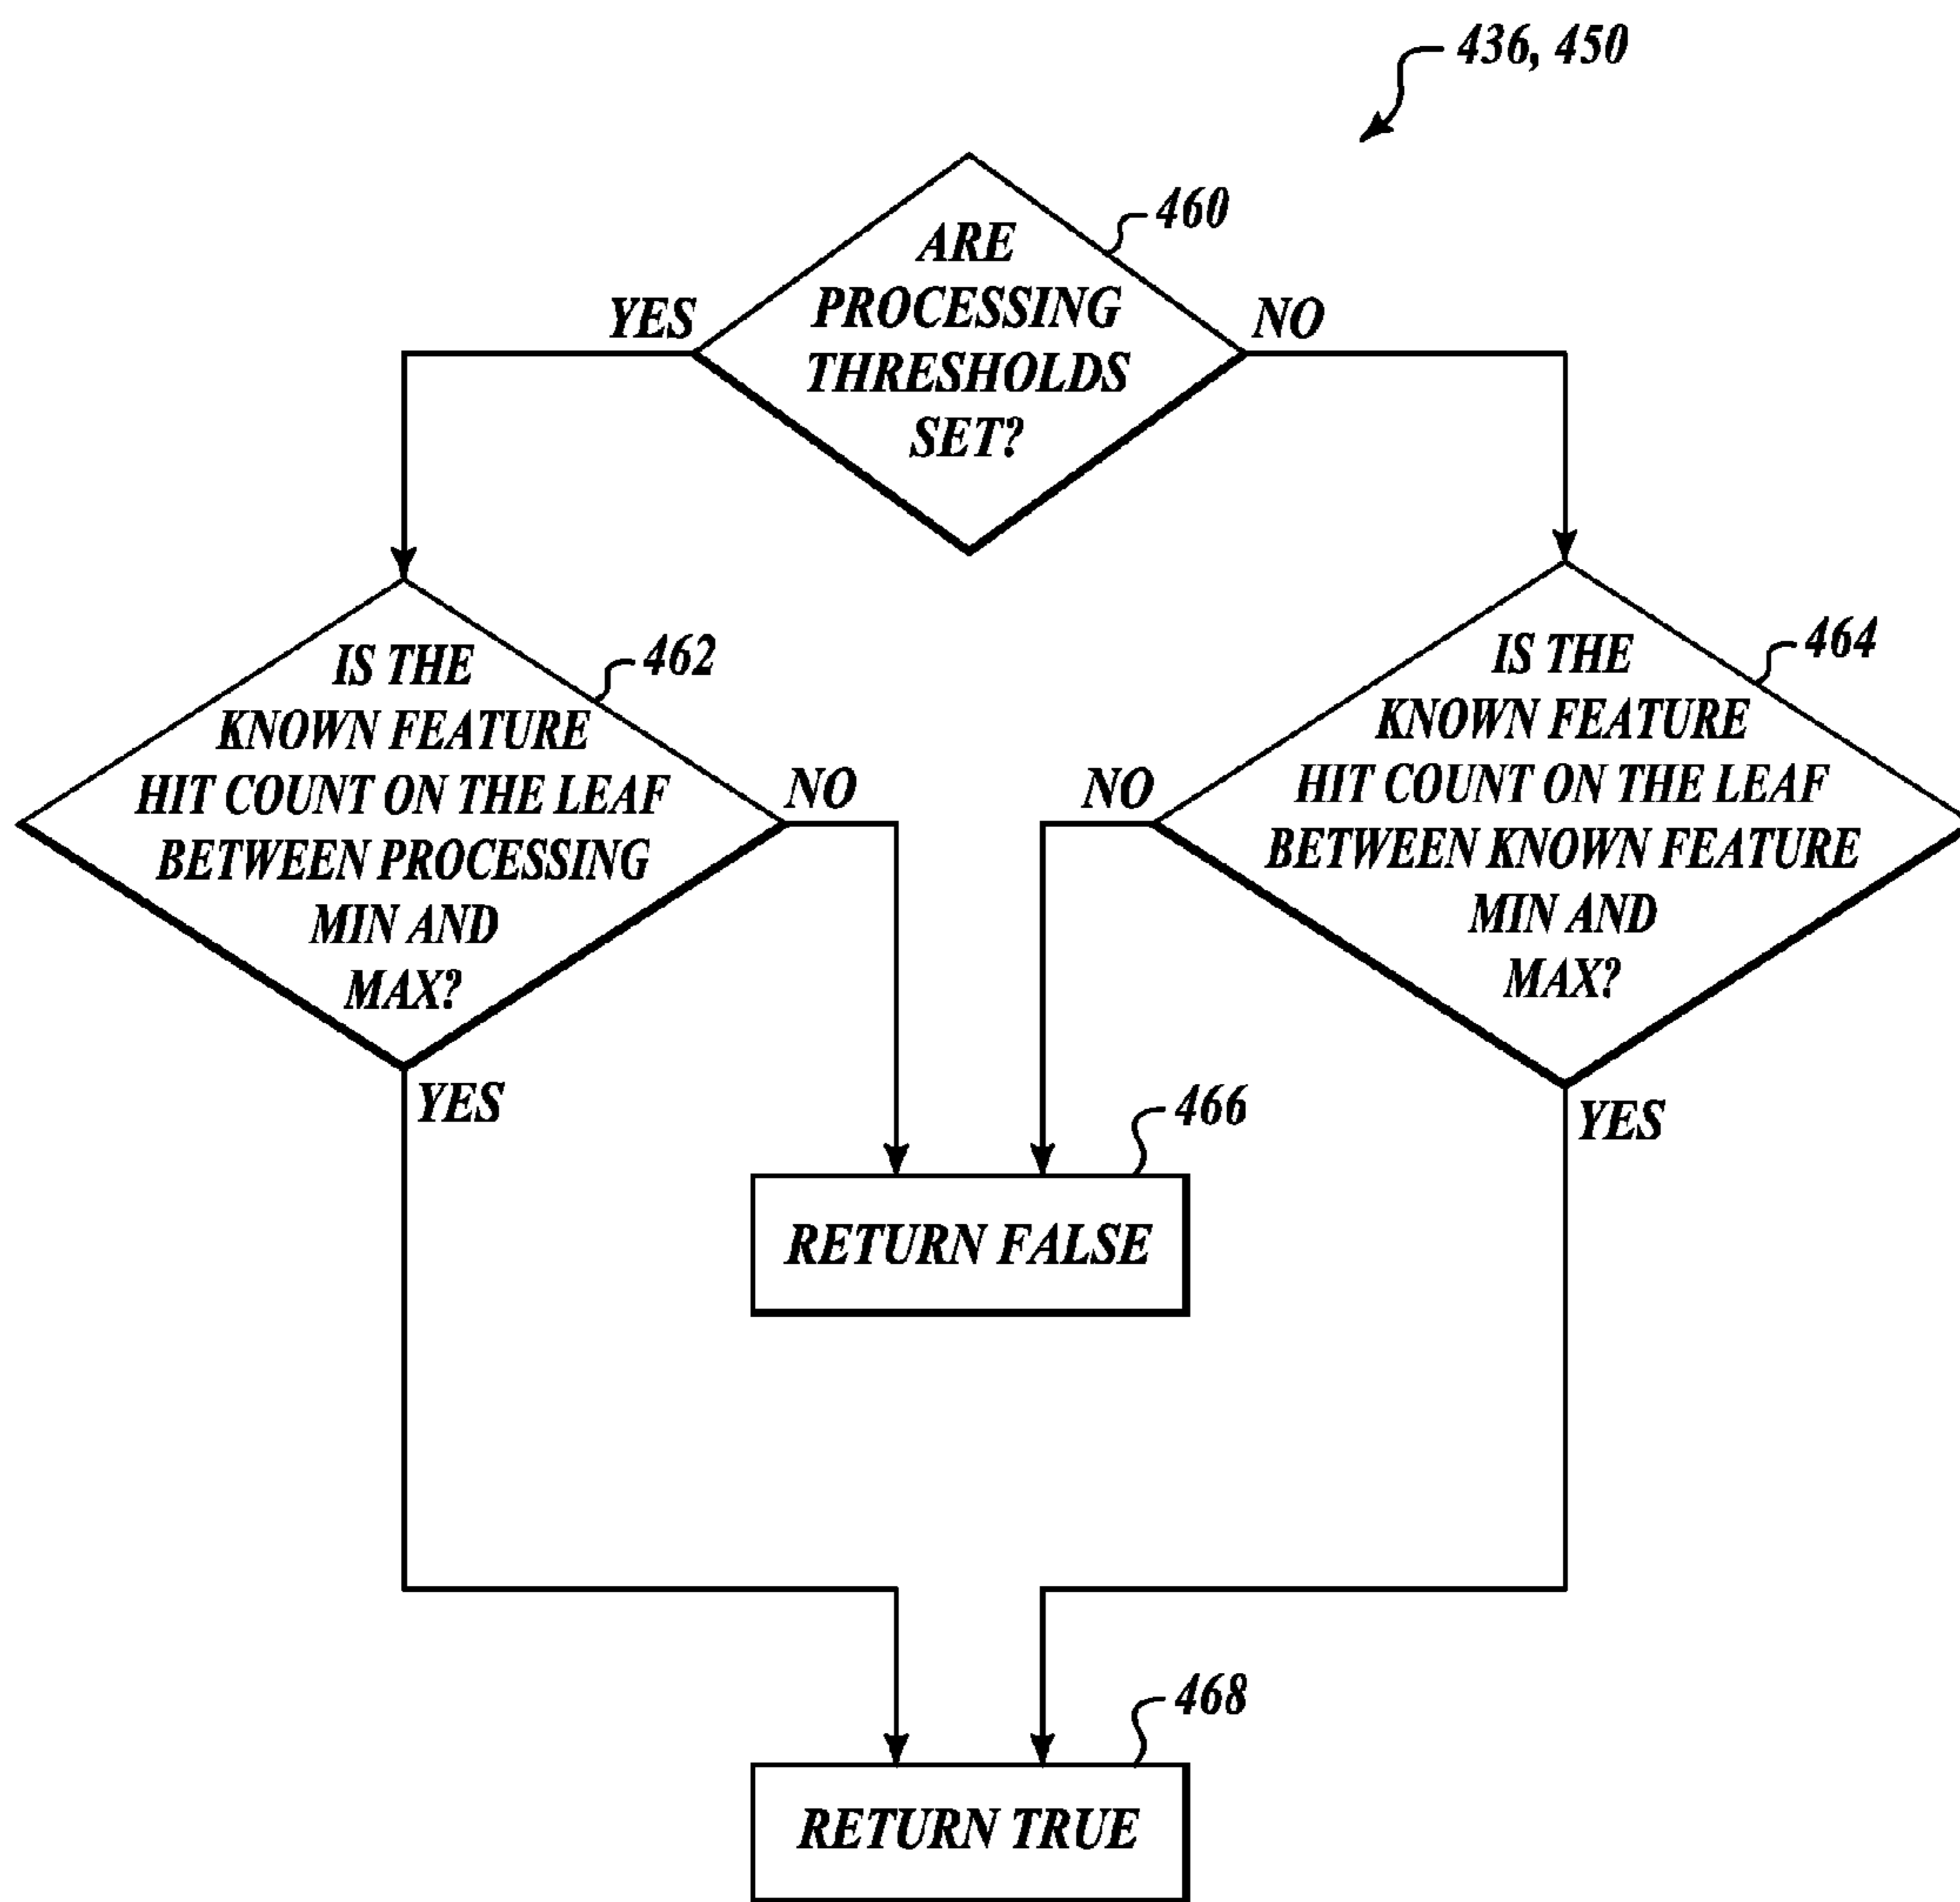 436, 450
460
ARE
PROCESSING
THRESHOLDS
SET?
YES
NO
462
IS THE
KNOWN FEATURE
HIT COUNT ON THE LEAF
BETWEEN PROCESSING
MIN AND
MAX?
NO
YES
464
IS THE
KNOWN FEATURE
HIT COUNT ON THE LEAF
BETWEEN KNOWN FEATURE
MIN AND
MAX?
NO
YES
466
RETURN FALSE
468
RETURN TRUE